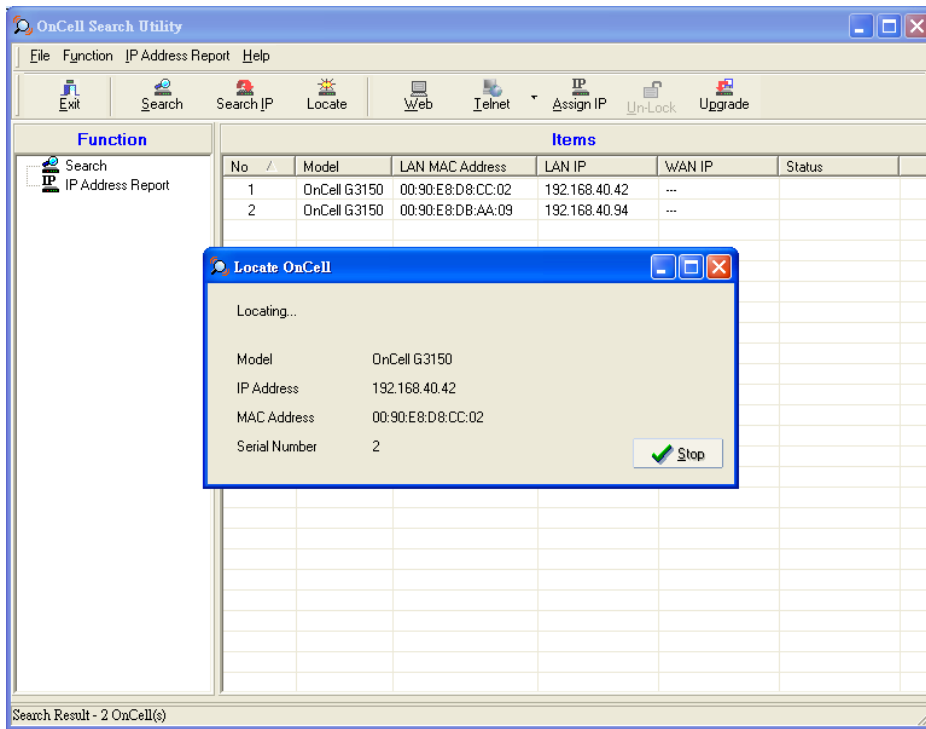 OnCell Search Utility
File Function IP Address Report Help
Exit Search Search IP Locate Web Telnet Assign IP Un-Lock Upgrade
Function Items
Search
IP Address Report
No Model LAN MAC Address LAN IP WAN IP Status
1 OnCell G3150 00:90:E8:D8:CC:02 192.168.40.42 ---
2 OnCell G3150 00:90:E8:DB:AA:09 192.168.40.94 ---
Locate OnCell
Locating...
Model OnCell G3150
IP Address 192.168.40.42
MAC Address 00:90:E8:D8:CC:02
Serial Number 2
Stop
Search Result - 2 OnCell(s)